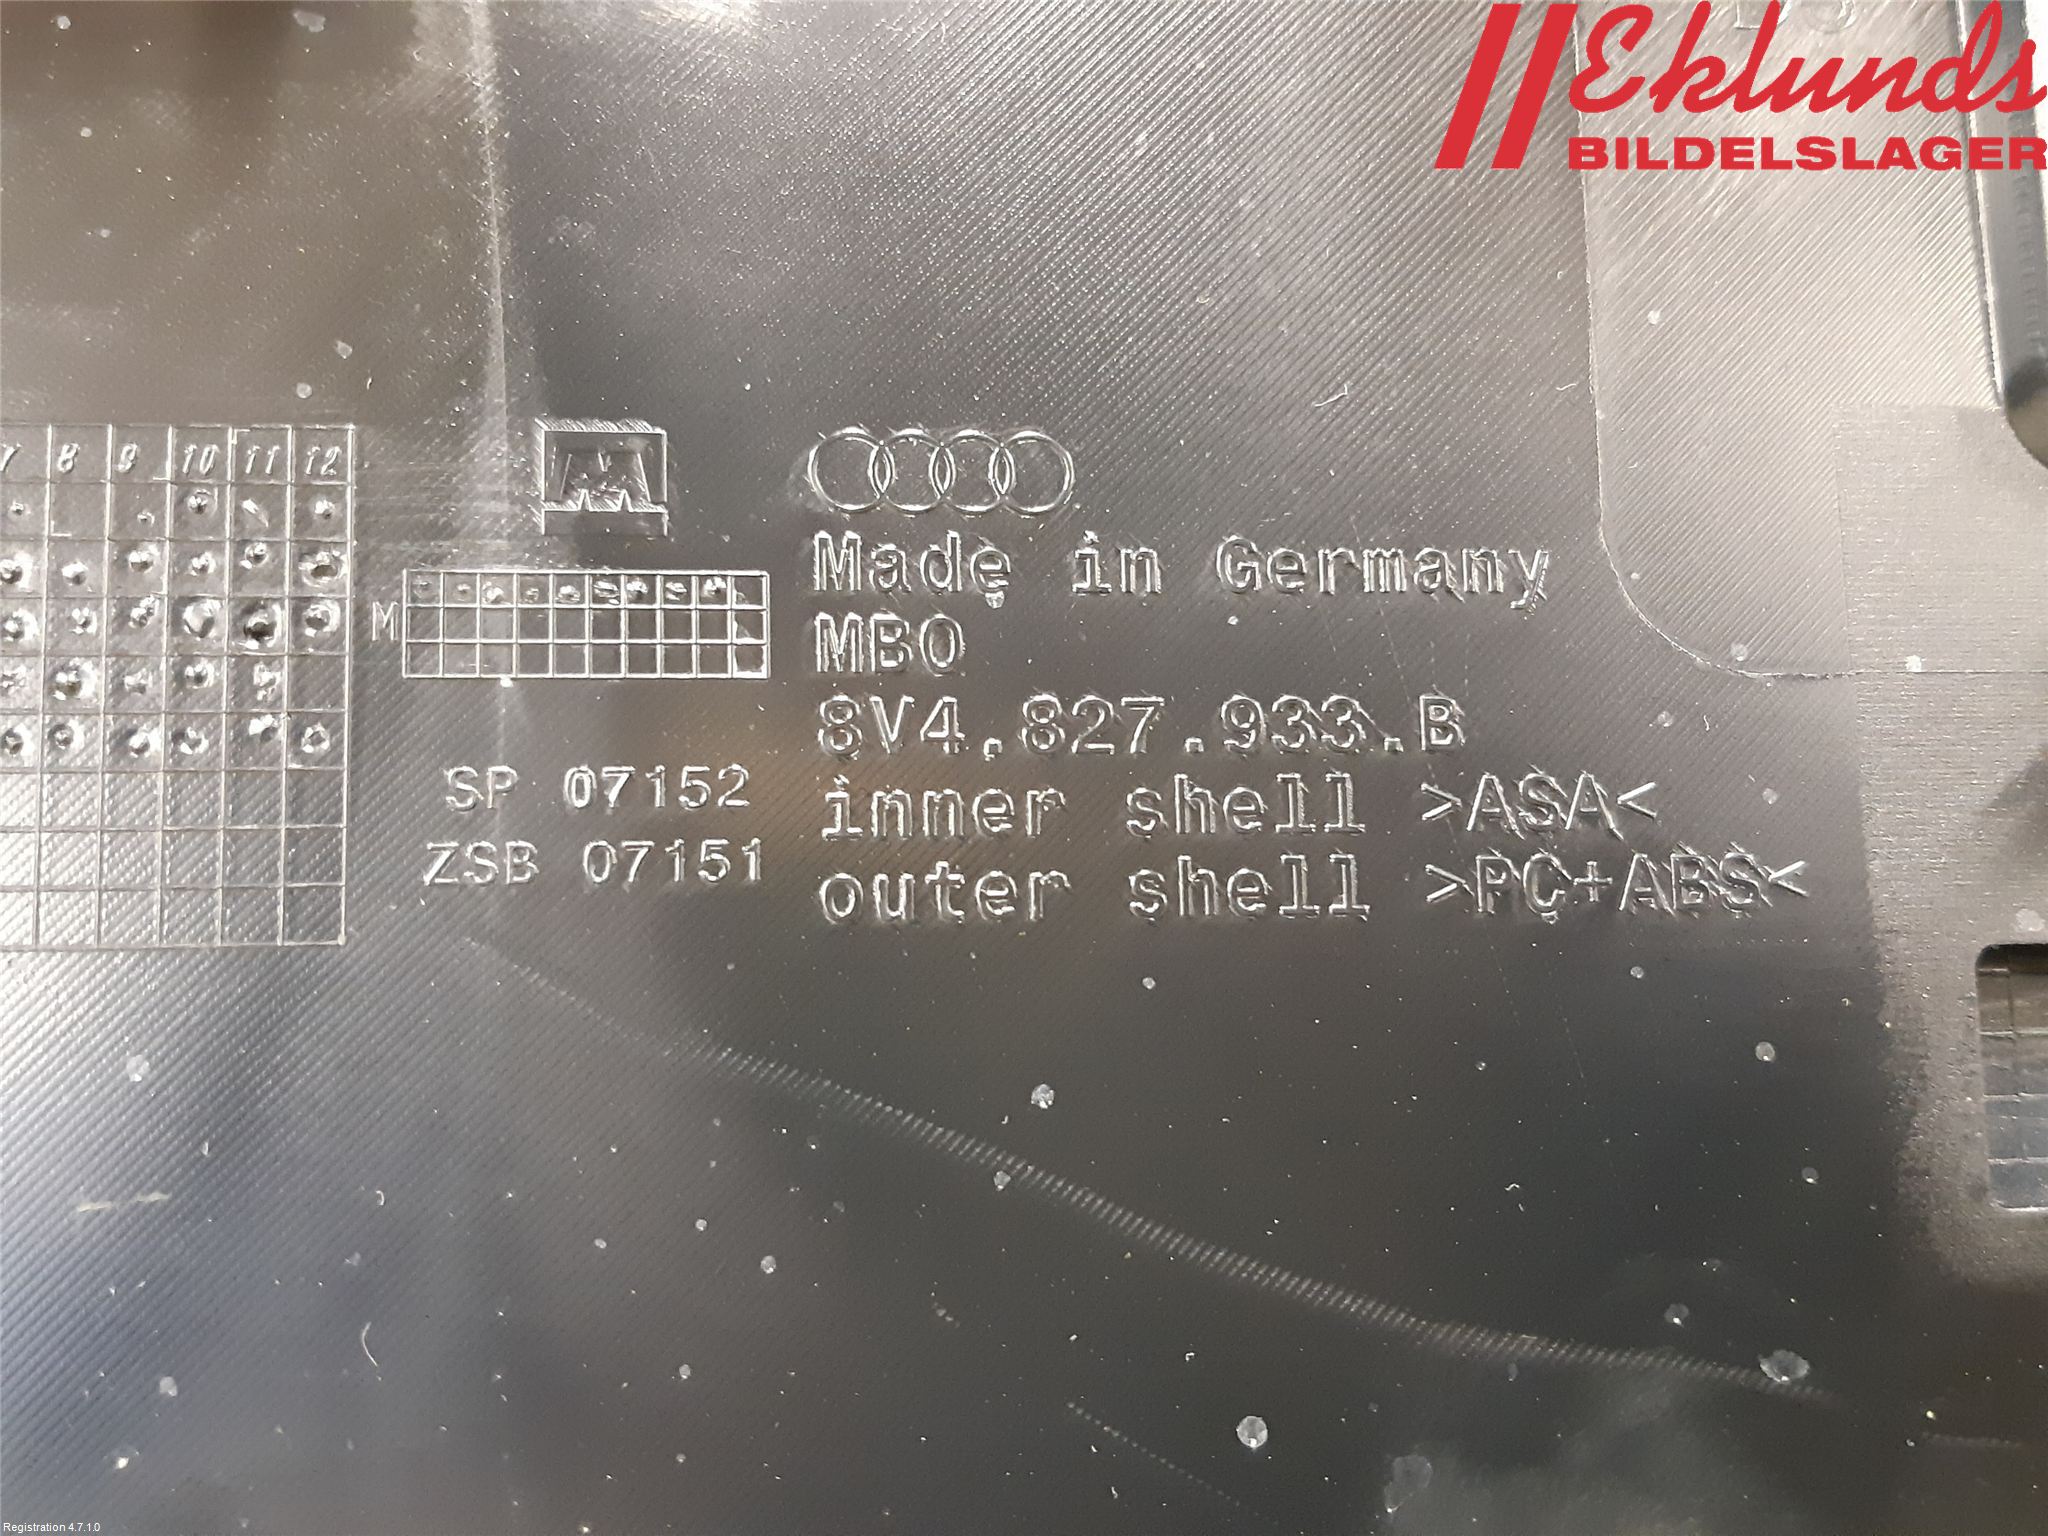 Eklunds
BILDELSLAGER
7 8 9 10 11 12
Made in Germany
M
MBO
8V4.827.933.B
SP 07152
inner shell >ASA<
ZSB 07151
outer shell >PC+ABS<
Registration 4.7.1.0